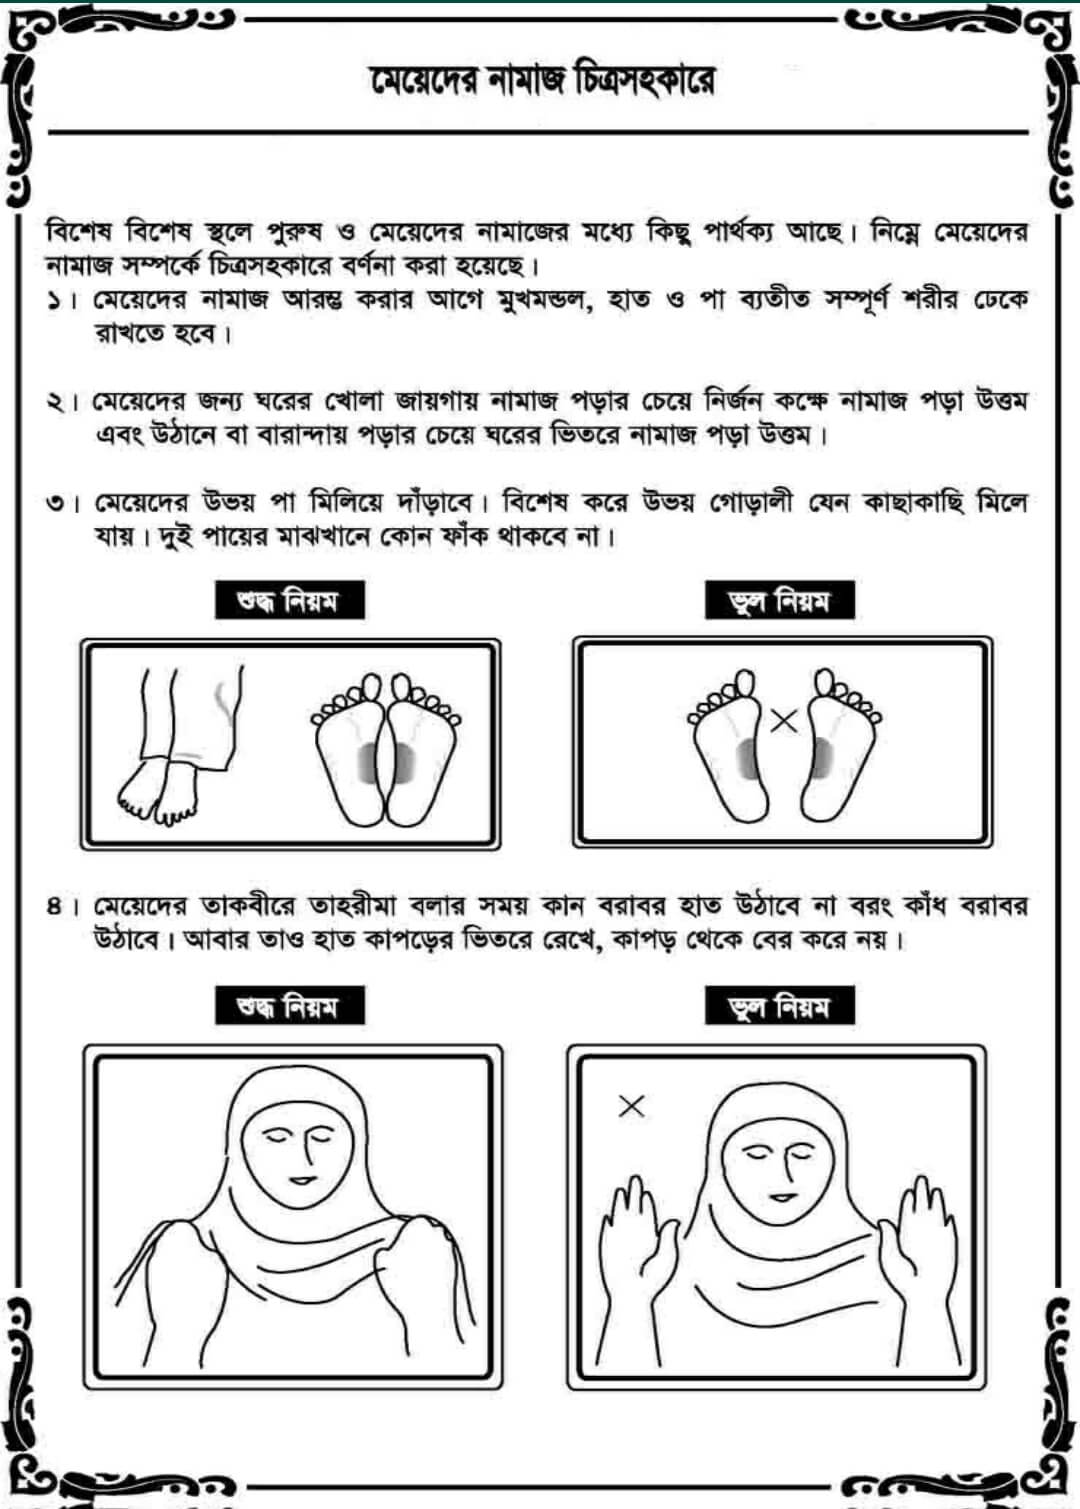 মেয়েদের নামাজ চিত্রসহকারে
বিশেষ বিশেষ স্থলে পুরুষ ও মেয়েদের নামাজের মধ্যে কিছু পার্থক্য আছে। নিম্নে মেয়েদের
নামাজ সম্পর্কে চিত্রসহকারে বর্ণনা করা হয়েছে।
১। মেয়েদের নামাজ আরম্ভ করার আগে মুখমন্ডল, হাত ও পা ব্যতীত সম্পূর্ণ শরীর ঢেকে
রাখতে হবে।
২। মেয়েদের জন্য ঘরের খোলা জায়গায় নামাজ পড়ার চেয়ে নির্জন কক্ষে নামাজ পড়া উত্তম
এবং উঠানে বা বারান্দায় পড়ার চেয়ে ঘরের ভিতরে নামাজ পড়া উত্তম।
৩। মেয়েদের উভয় পা মিলিয়ে দাঁড়াবে। বিশেষ করে উভয় গোড়ালী যেন কাছাকাছি মিলে
যায়। দুই পায়ের মাঝখানে কোন ফাঁক থাকবে না।
শুদ্ধ নিয়ম
ভুল নিয়ম
৪। মেয়েদের তাকবীরে তাহরীমা বলার সময় কান বরাবর হাত উঠাবে না বরং কাঁধ বরাবর
উঠাবে। আবার তাও হাত কাপড়ের ভিতরে রেখে, কাপড় থেকে বের করে নয়।
শুদ্ধ নিয়ম
ভুল নিয়ম